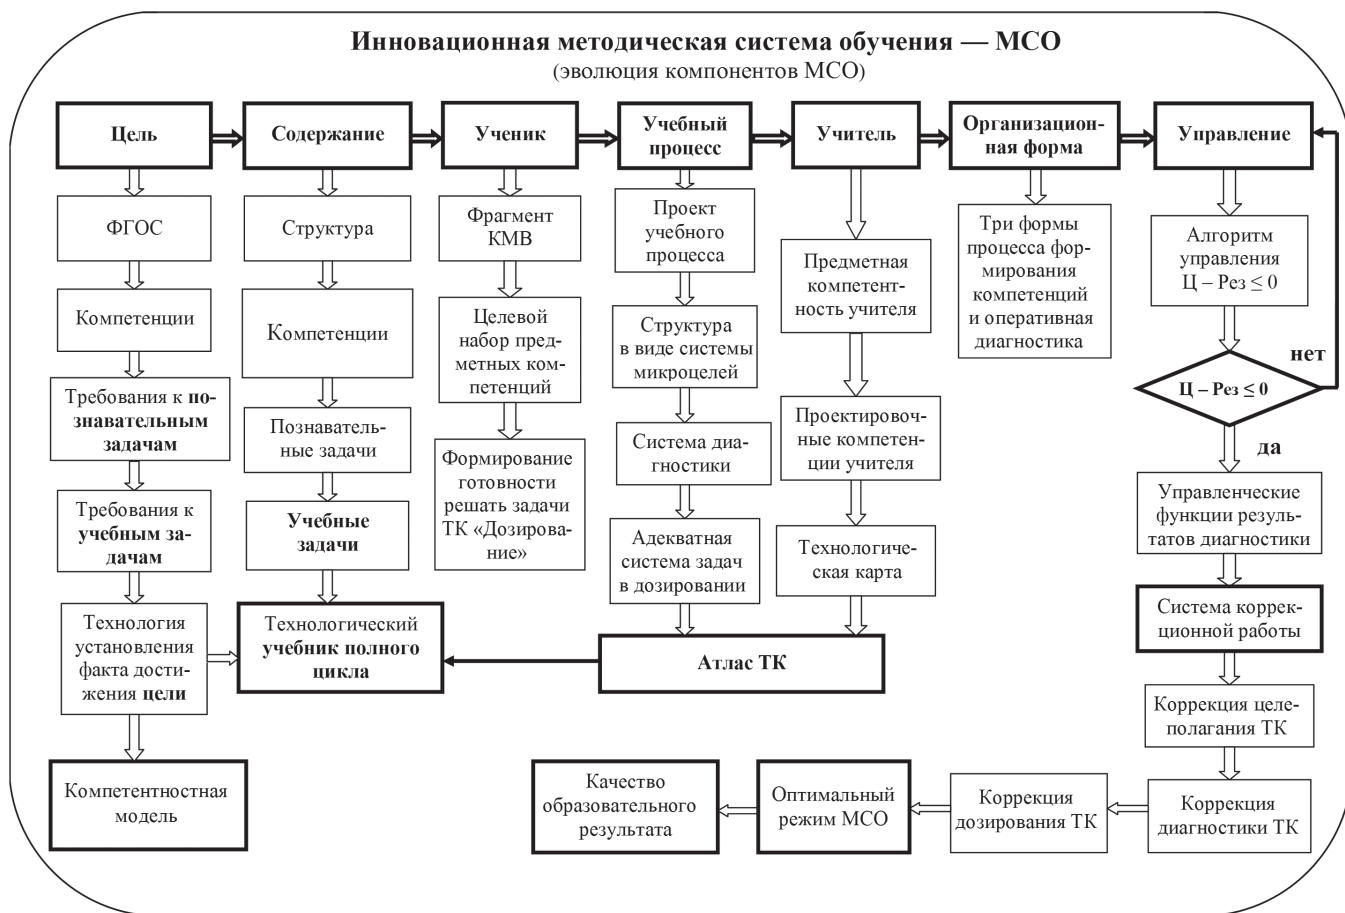 Инновационная методическая система обучения — МСО
(эволюция компонентов МСО)
Цель
Содержание
Ученик
Учебный
процесс
Учитель
Организацион-
ная форма
Управление
ФГОС
Компетенции
Требования к по-
знавательным
задачам
Требования к
учебным за-
дачам
Технология
установления
факта дости-
жения цели
Компетентностная
модель
Структура
Компетенции
Познаватель-
ные задачи
Учебные
задачи
Технологический
учебник полного
цикла
Фрагмент
КМВ
Целевой
набор пред-
метных ком-
петенций
Формирование
готовности
решать задачи
ТК «Дозирова-
ние»
Проект
учебного
процесса
Структура
в виде системы
микроцелей
Система диа-
гностики
Адекватная
система задач
в дозировании
Атлас ТК
Предметная
компетент-
ность учителя
Проектировоч-
ные компетен-
ции учителя
Технологиче-
ская карта
Три формы
процесса фор-
мирования
компетенций
и оперативная
диагностика
Алгоритм
управления
Ц – Рез ≤ 0
нет
Ц – Рез ≤ 0
да
Управленческие
функции резуль-
татов диагностики
Система коррек-
ционной работы
Коррекция целе-
полагания ТК
Коррекция
диагностики ТК
Коррекция
дозирования ТК
Оптимальный
режим МСО
Качество
образовательного
результата